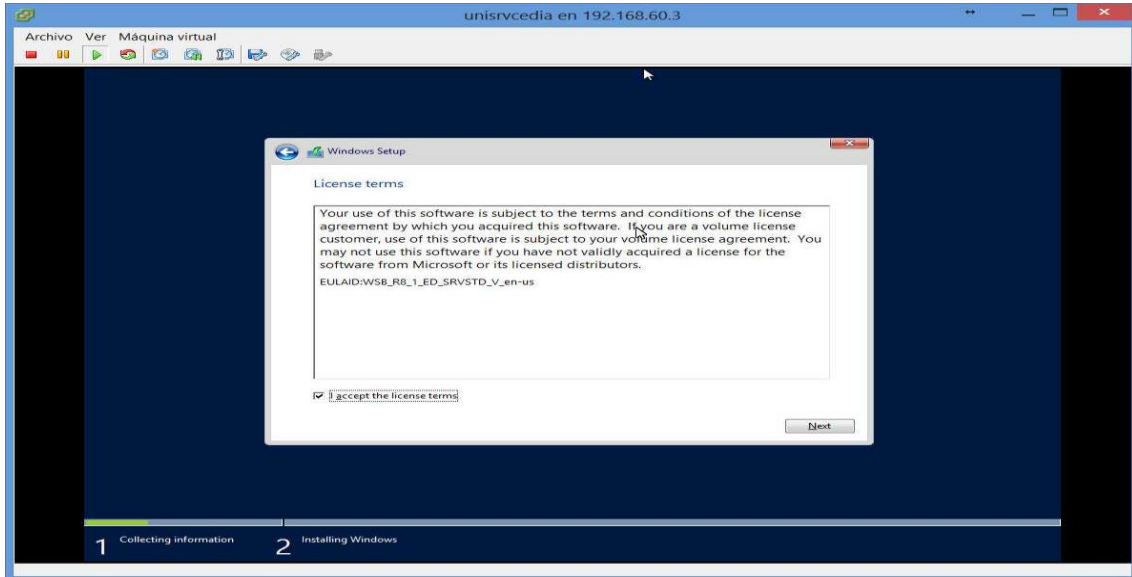 unisrvcedia en 192.168.60.3
Archivo Ver Máquina virtual
Windows Setup
License terms
Your use of this software is subject to the terms and conditions of the license
agreement by which you acquired this software. If you are a volume license
customer, use of this software is subject to your volume license agreement. You
may not use this software if you have not validly acquired a license for the
software from Microsoft or its licensed distributors.
EULAID:WSB_R8_1_ED_SRVSTD_V_en-us
I accept the license terms
Next
1 Collecting information 2 Installing Windows